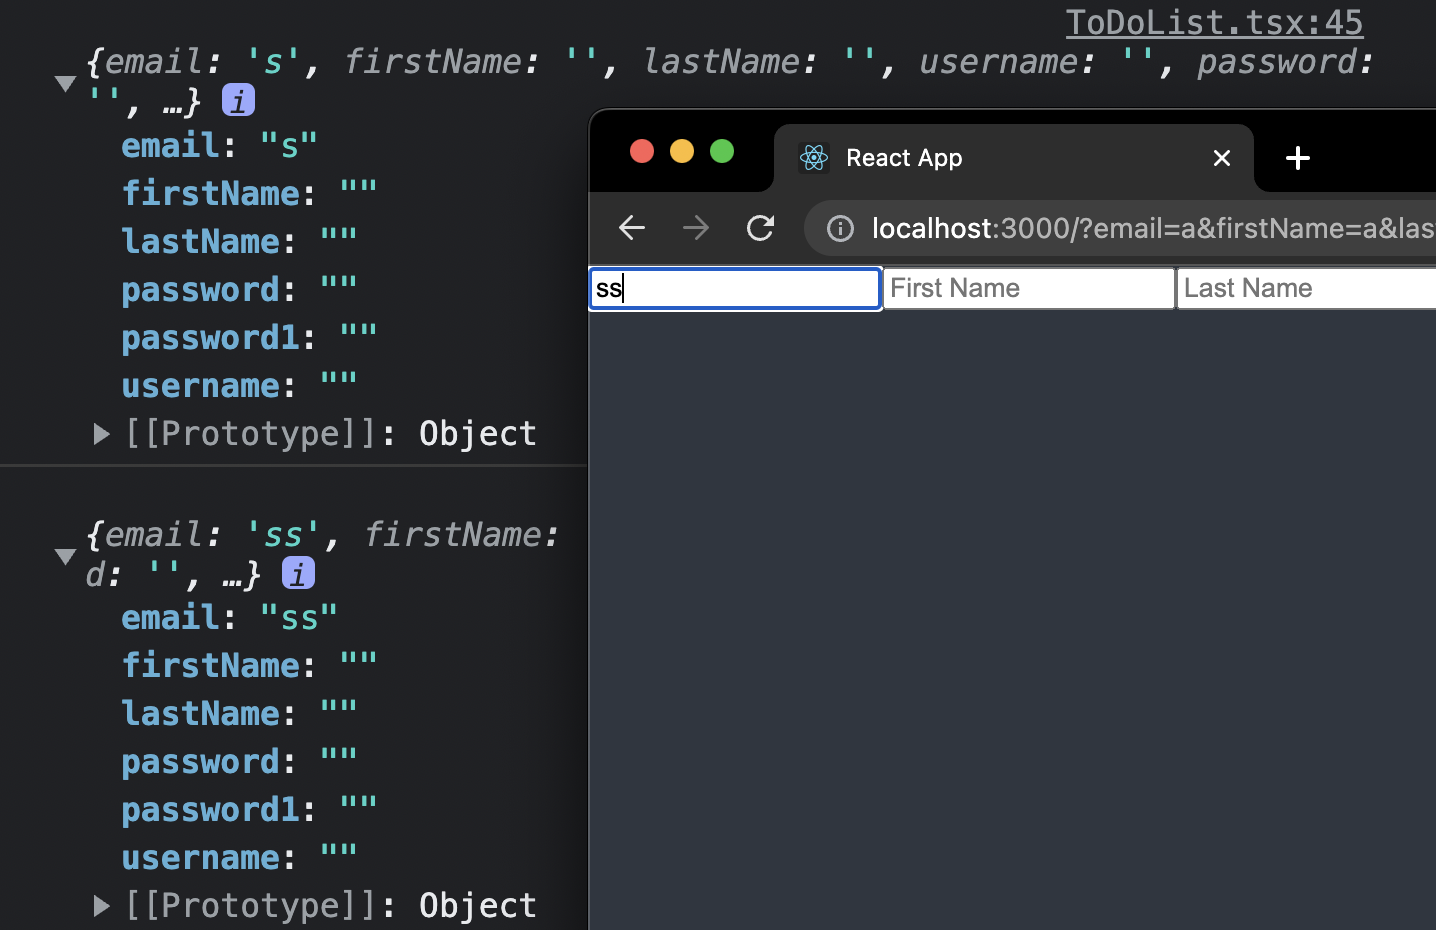 ToDoList.tsx:45
{email: 's', firstName: '', lastName: '', username: '', password:
'', …} i
email: "s"
firstName: ""
lastName: ""
password: ""
password1: ""
username: ""
[[Prototype]]: Object
{email: 'ss', firstName:
d: '', …} i
email: "ss"
firstName: ""
lastName: ""
password: ""
password1: ""
username: ""
[[Prototype]]: Object
React App
localhost:3000/?email=a&firstName=a&las
ss
First Name
Last Name